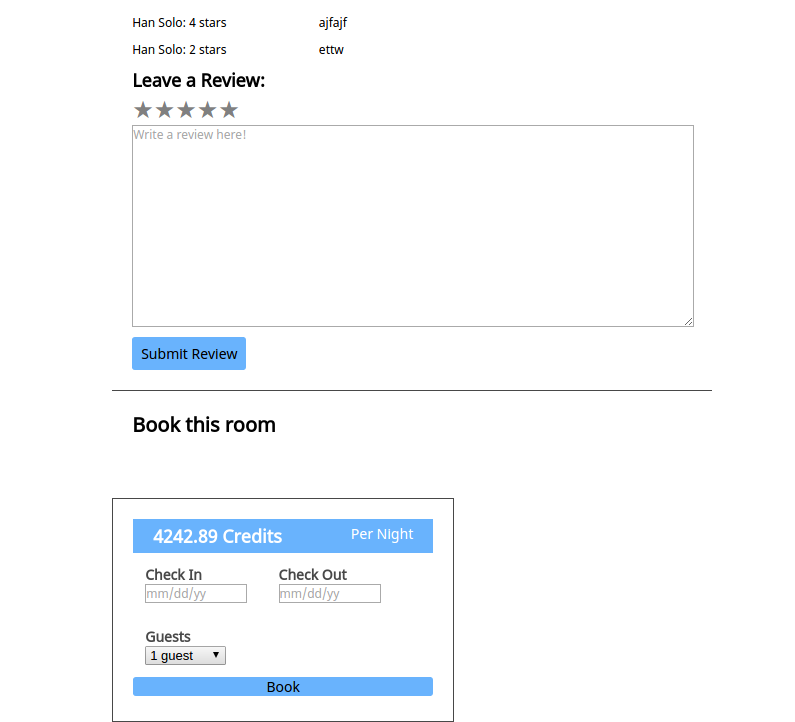 Han Solo: 4 stars ajfajf
Han Solo: 2 stars ettw
Leave a Review:
★★★★★
Write a review here!
Submit Review
Book this room
4242.89 Credits Per NIght
Check In Check Out
mm/dd/yy mm/dd/yy
Guests
1 guest ▼
Book